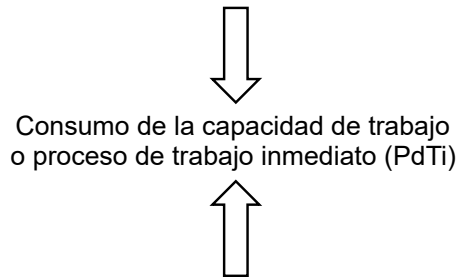 Consumo de la capacidad de trabajo
o proceso de trabajo inmediato (PdTi)